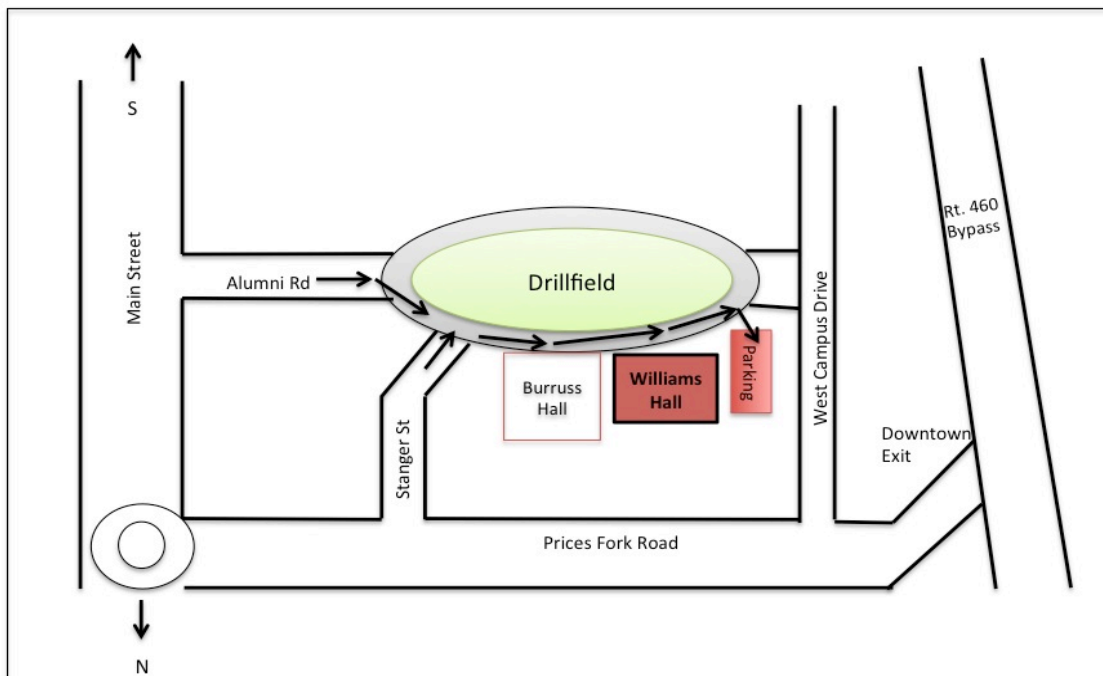 S
Main Street
Alumni Rd
Drillfield
Rt. 460
Bypass
West Campus Drive
Parking
Burruss
Hall
Williams
Hall
Stanger St
Downtown
Exit
Prices Fork Road
N